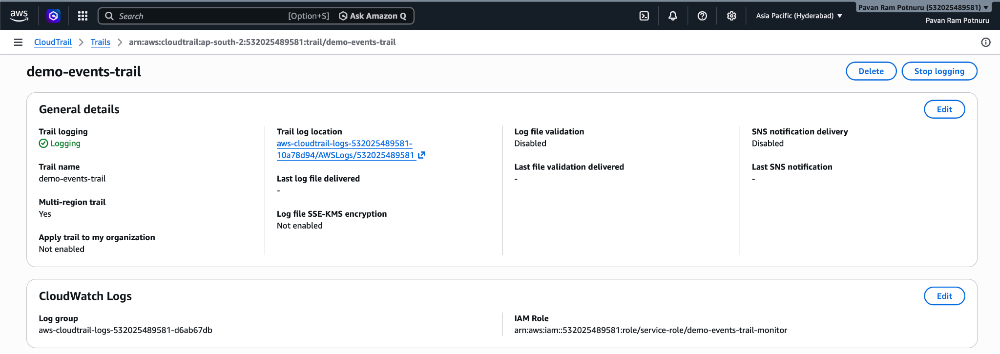 aws
Search [Option+S] Ask Amazon Q
Asia Pacific (Hyderabad) ▼
Pavan Ram Potnuru (532025489581) ▼
Pavan Ram Potnuru
CloudTrail > Trails > arn:aws:cloudtrail:ap-south-2:532025489581:trail/demo-events-trail
demo-events-trail
Delete
Stop logging
General details
Edit
Trail logging
Logging
Trail name
demo-events-trail
Multi-region trail
Yes
Apply trail to my organization
Not enabled
Trail log location
aws-cloudtrail-logs-532025489581-
10a78d94/AWSLogs/532025489581
Last log file delivered
-
Log file SSE-KMS encryption
Not enabled
Log file validation
Disabled
Last file validation delivered
-
SNS notification delivery
Disabled
Last SNS notification
-
CloudWatch Logs
Edit
Log group
aws-cloudtrail-logs-532025489581-d6ab67db
IAM Role
arn:aws:iam::532025489581:role/service-role/demo-events-trail-monitor